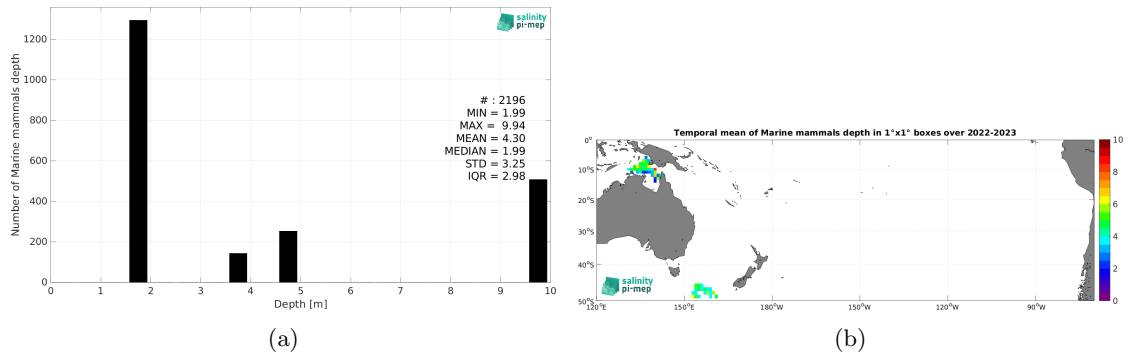 salinity
pi-mep
Number of Marine mammals depth
1200
1000
800
600
400
200
0
# : 2196
MIN = 1.99
MAX = 9.94
MEAN = 4.30
MEDIAN = 1.99
STD = 3.25
IQR = 2.98
0 1 2 3 4 5 6 7 8 9 10
Depth [m]
(a)
Temporal mean of Marine mammals depth in 1°x1° boxes over 2022-2023
0°
10°S
20°S
30°S
40°S
50°S
120°E 150°E 180°W 150°W 120°W 90°W
salinity
pi-mep
10
8
6
4
2
0
(b)